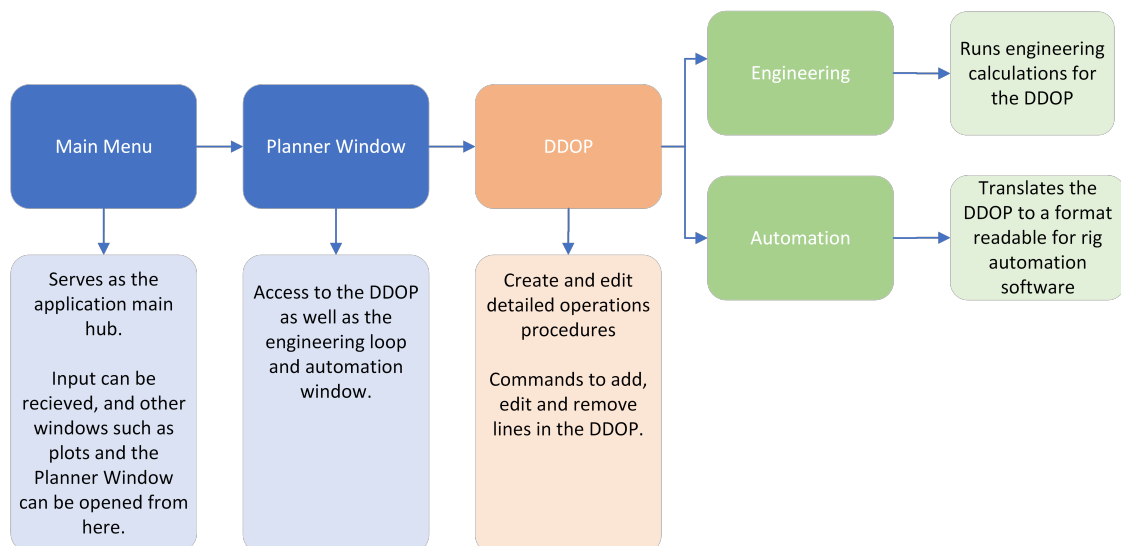 Main Menu
Planner Window
DDOP
Engineering
Runs engineering
calculations for
the DDOP
Automation
Translates the
DDOP to a format
readable for rig
automation
software
Serves as the
application main
hub.
Input can be
recieved, and other
windows such as
plots and the
Planner Window
can be opened from
here.
Access to the DDOP
as well as the
engineering loop
and automation
window.
Create and edit
detailed operations
procedures
Commands to add,
edit and remove
lines in the DDOP.